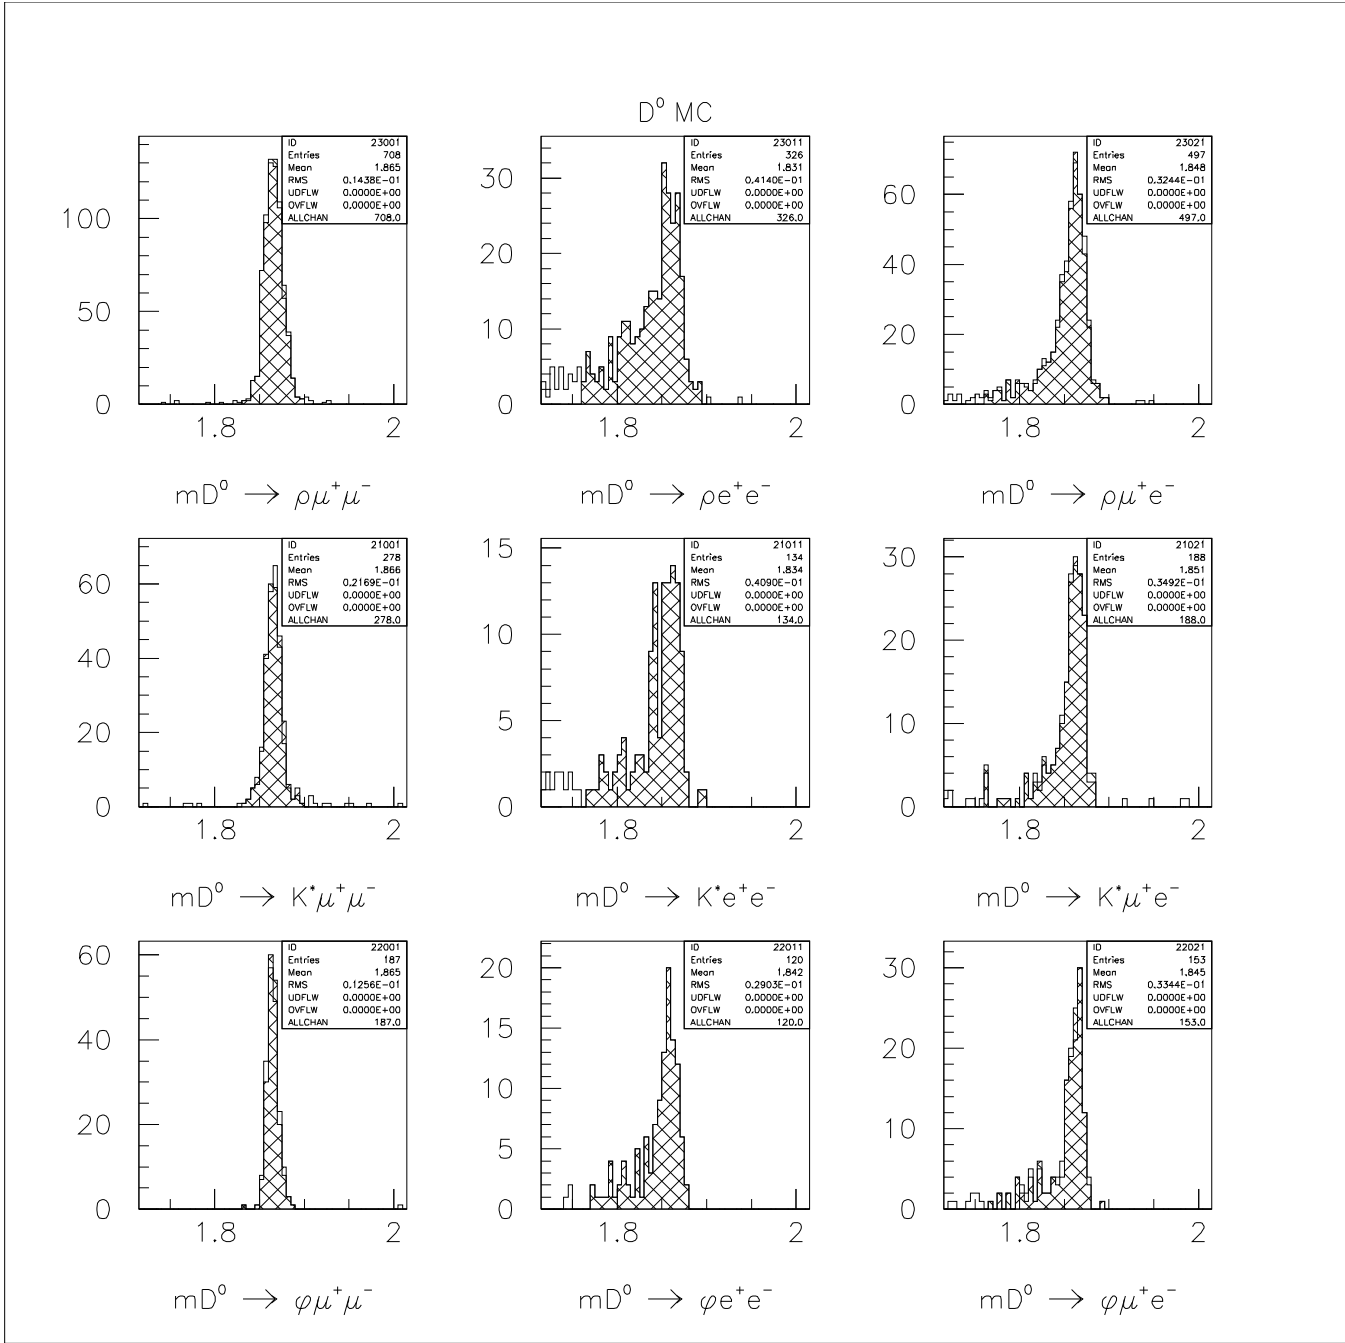 D⁰ MC
ID 23001
Entries 708
Mean 1.865
RMS 0.1438E-01
UDFLW 0.0000E+00
OVFLW 0.0000E+00
ALLCHAN 708.0
100
50
0
1.8 2
mD⁰ → ρμ⁺μ⁻
ID 23011
Entries 326
Mean 1.831
RMS 0.4140E-01
UDFLW 0.0000E+00
OVFLW 0.0000E+00
ALLCHAN 326.0
30
20
10
0
1.8 2
mD⁰ → ρe⁺e⁻
ID 23021
Entries 497
Mean 1.848
RMS 0.3244E-01
UDFLW 0.0000E+00
OVFLW 0.0000E+00
ALLCHAN 497.0
60
40
20
0
1.8 2
mD⁰ → ρμ⁺e⁻
ID 21001
Entries 278
Mean 1.866
RMS 0.2169E-01
UDFLW 0.0000E+00
OVFLW 0.0000E+00
ALLCHAN 278.0
60
40
20
0
1.8 2
mD⁰ → K*μ⁺μ⁻
ID 21011
Entries 134
Mean 1.834
RMS 0.4090E-01
UDFLW 0.0000E+00
OVFLW 0.0000E+00
ALLCHAN 134.0
15
10
5
0
1.8 2
mD⁰ → K*e⁺e⁻
ID 21021
Entries 188
Mean 1.851
RMS 0.3492E-01
UDFLW 0.0000E+00
OVFLW 0.0000E+00
ALLCHAN 188.0
30
20
10
0
1.8 2
mD⁰ → K*μ⁺e⁻
ID 22001
Entries 187
Mean 1.865
RMS 0.1256E-01
UDFLW 0.0000E+00
OVFLW 0.0000E+00
ALLCHAN 187.0
60
40
20
0
1.8 2
mD⁰ → φμ⁺μ⁻
ID 22011
Entries 120
Mean 1.842
RMS 0.2903E-01
UDFLW 0.0000E+00
OVFLW 0.0000E+00
ALLCHAN 120.0
20
15
10
5
0
1.8 2
mD⁰ → φe⁺e⁻
ID 22021
Entries 153
Mean 1.845
RMS 0.3344E-01
UDFLW 0.0000E+00
OVFLW 0.0000E+00
ALLCHAN 153.0
30
20
10
0
1.8 2
mD⁰ → φμ⁺e⁻